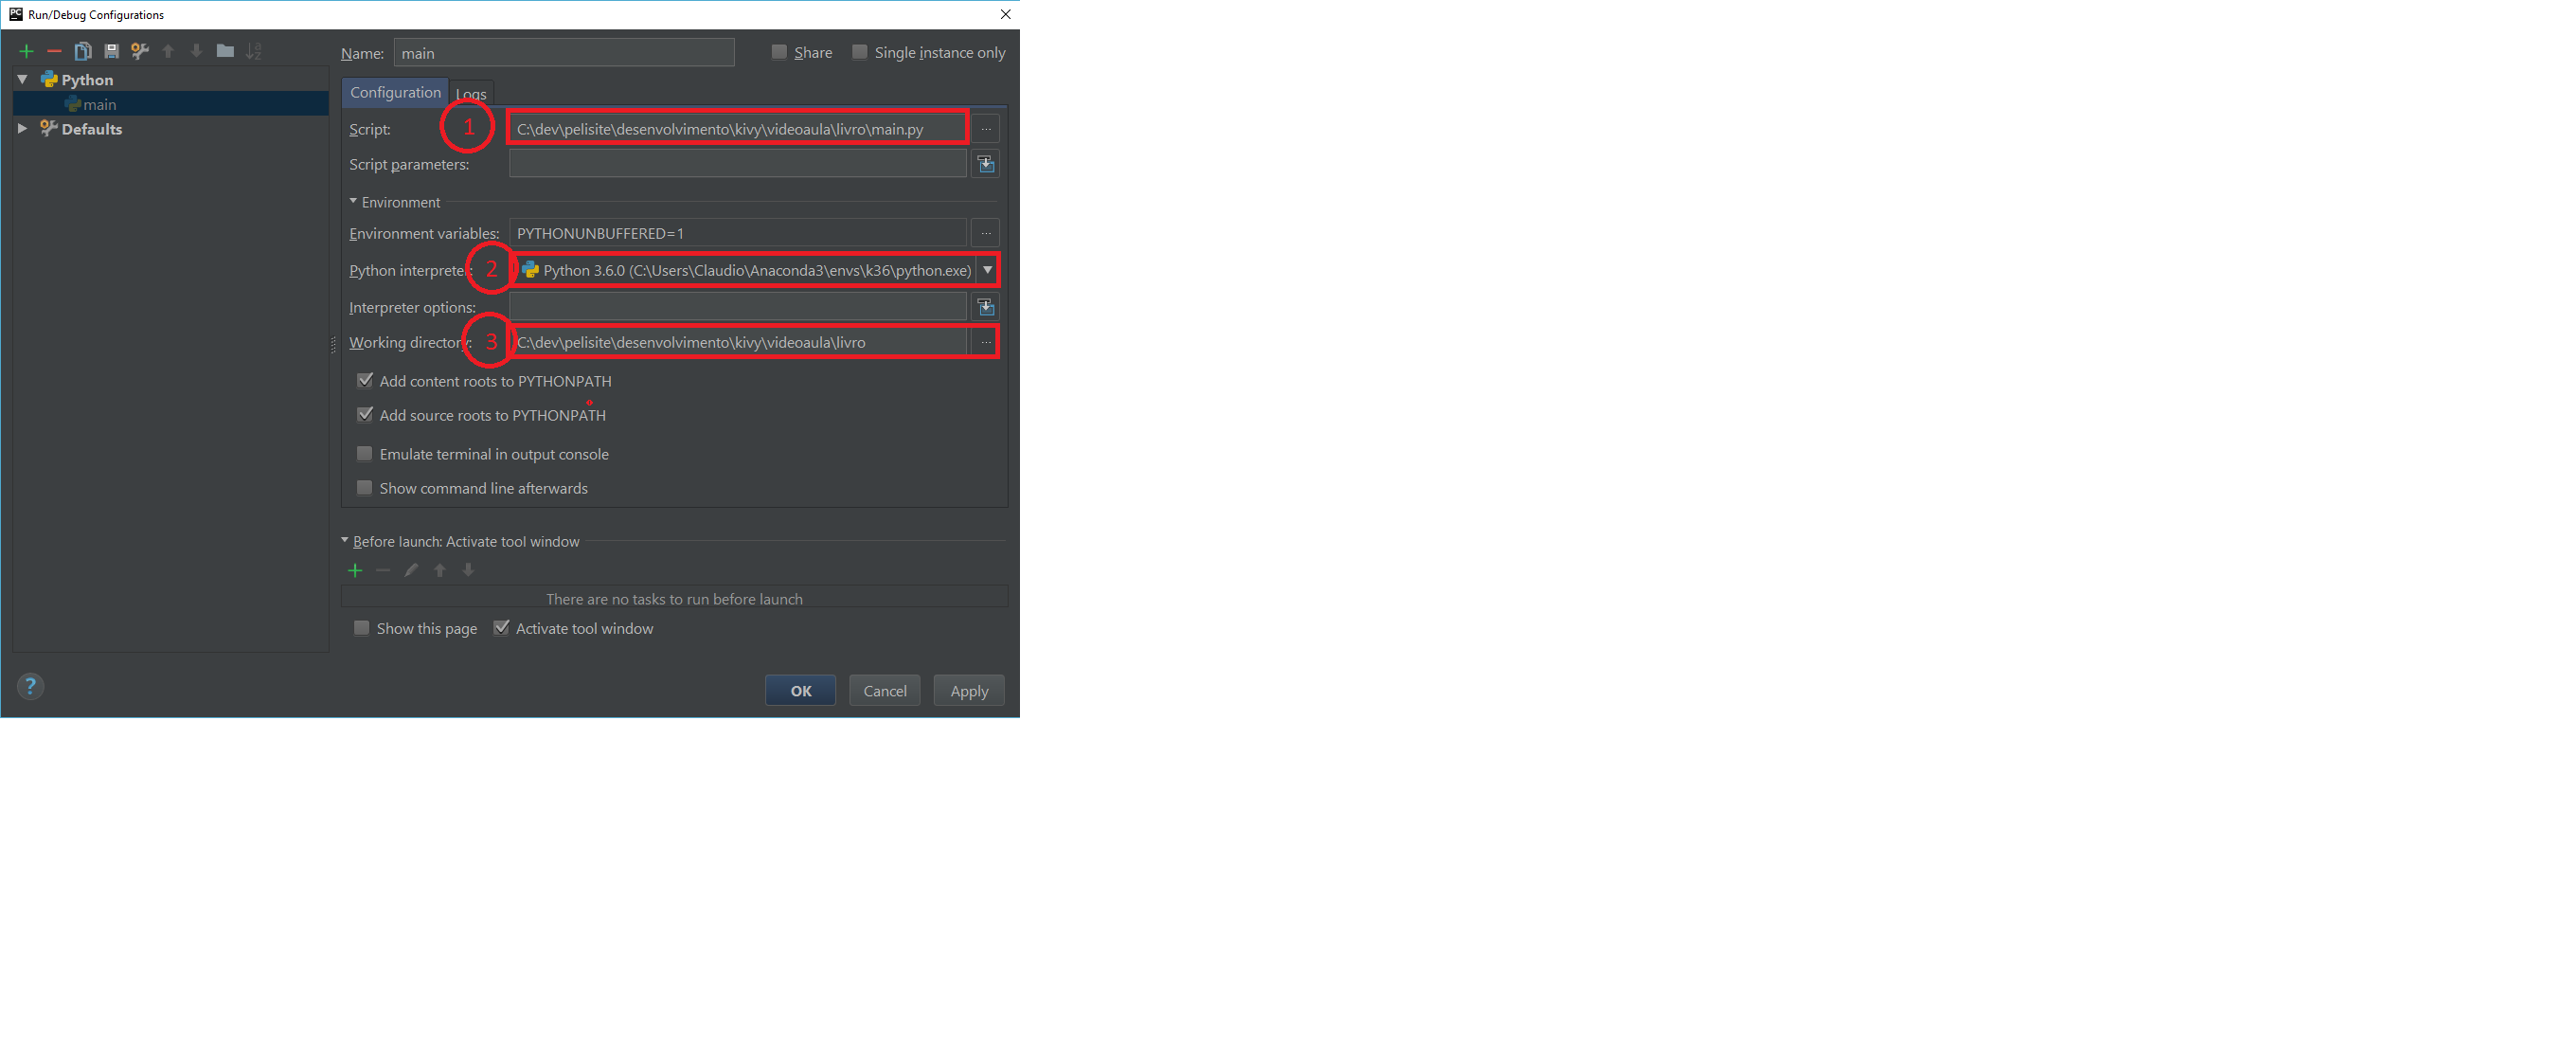 Run/Debug Configurations
Name: main
Share
Single instance only
Python
main
Defaults
Configuration
Logs
Script: 1 C:\dev\pelisite\desenvolvimento\kivy\videoaula\livro\main.py ...
Script parameters:
Environment
Environment variables: PYTHONUNBUFFERED=1 ...
Python interpreter: 2 Python 3.6.0 (C:\Users\Claudio\Anaconda3\envs\k36\python.exe)
Interpreter options:
Working directory: 3 C:\dev\pelisite\desenvolvimento\kivy\videoaula\livro ...
Add content roots to PYTHONPATH
Add source roots to PYTHONPATH
Emulate terminal in output console
Show command line afterwards
Before launch: Activate tool window
There are no tasks to run before launch
Show this page
Activate tool window
?
OK
Cancel
Apply